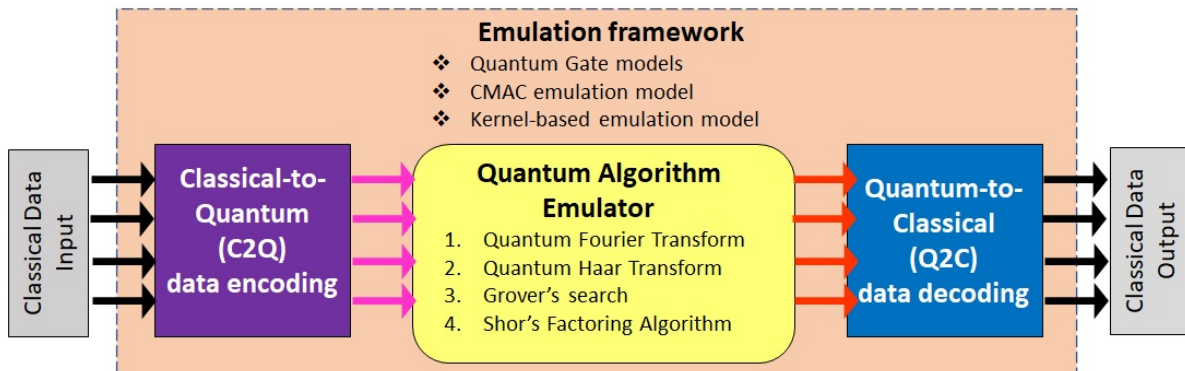 Emulation framework
❖ Quantum Gate models
❖ CMAC emulation model
❖ Kernel-based emulation model
Classical Data
Input
Classical-to-
Quantum
(C2Q)
data encoding
Quantum Algorithm
Emulator
1. Quantum Fourier Transform
2. Quantum Haar Transform
3. Grover's search
4. Shor's Factoring Algorithm
Quantum-to-
Classical
(Q2C)
data decoding
Classical Data
Output